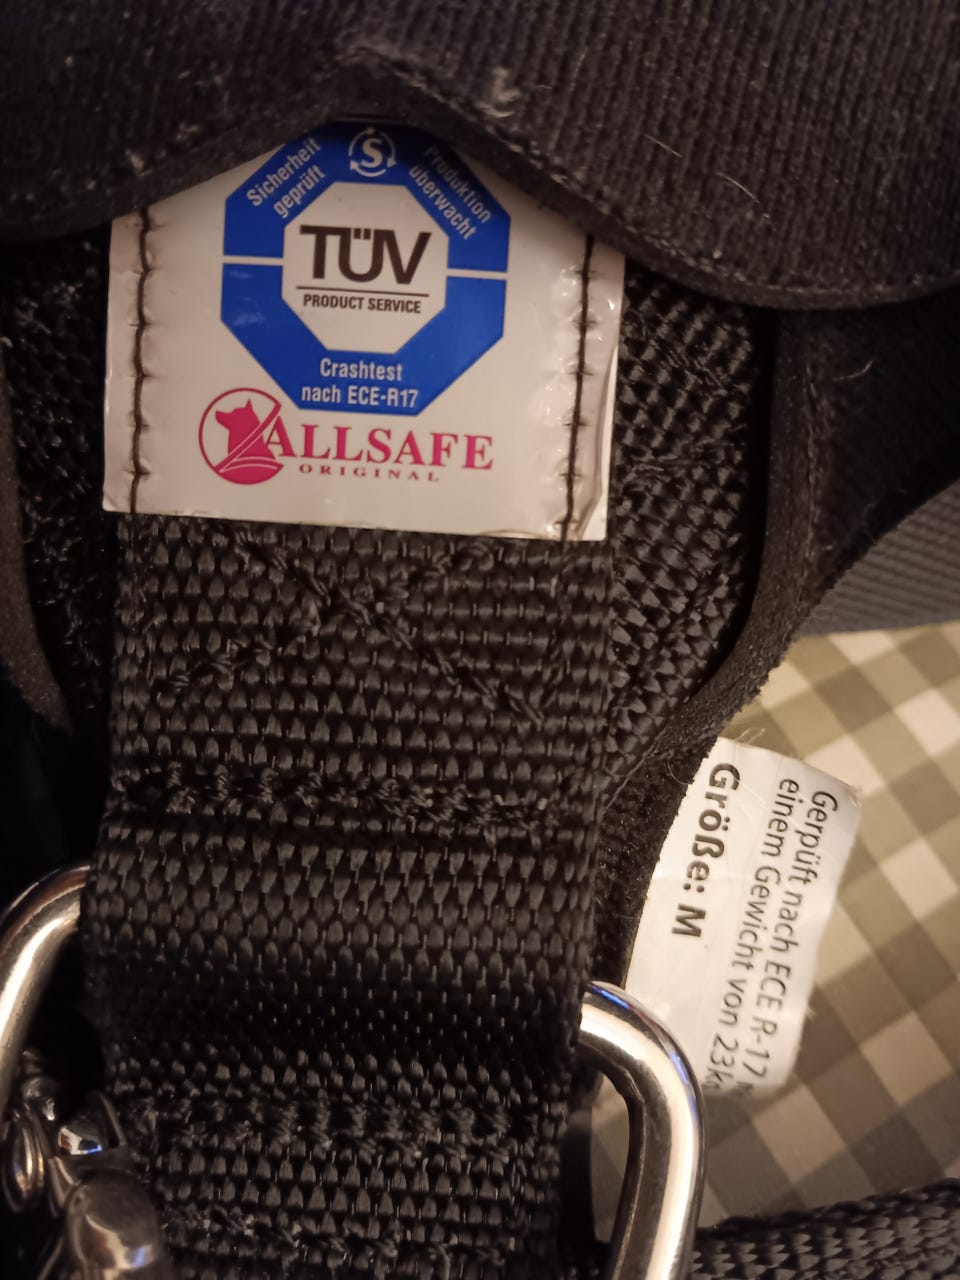 Sicherheit
geprüft
S
Produktion
überwacht
TÜV
PRODUCT SERVICE
Crashtest
nach ECE-R17
ALLSAFE
ORIGINAL
Gerpüft nach ECE R-17
einem Gewicht von 23
Größe: M